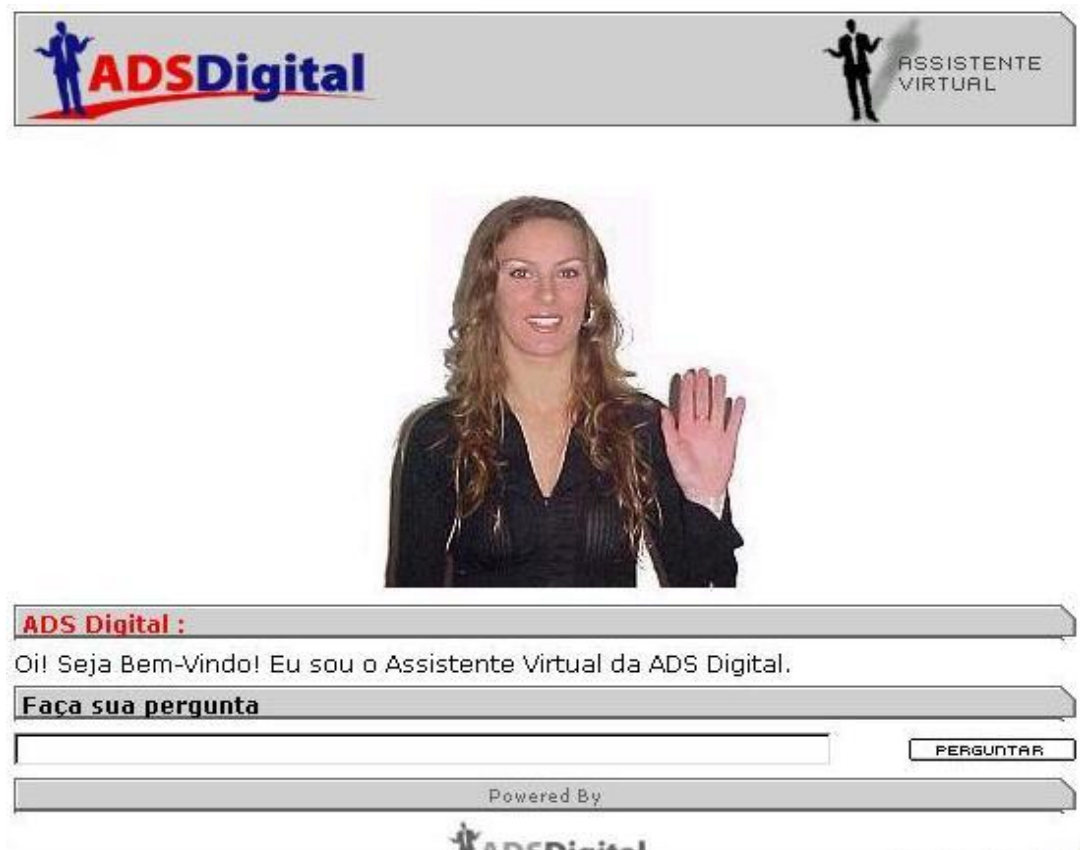 ADSDigital
ASSISTENTE
VIRTUAL
ADS Digital :
Oi! Seja Bem-Vindo! Eu sou o Assistente Virtual da ADS Digital.
Faça sua pergunta
PERGUNTAR
Powered By
ADSDigital